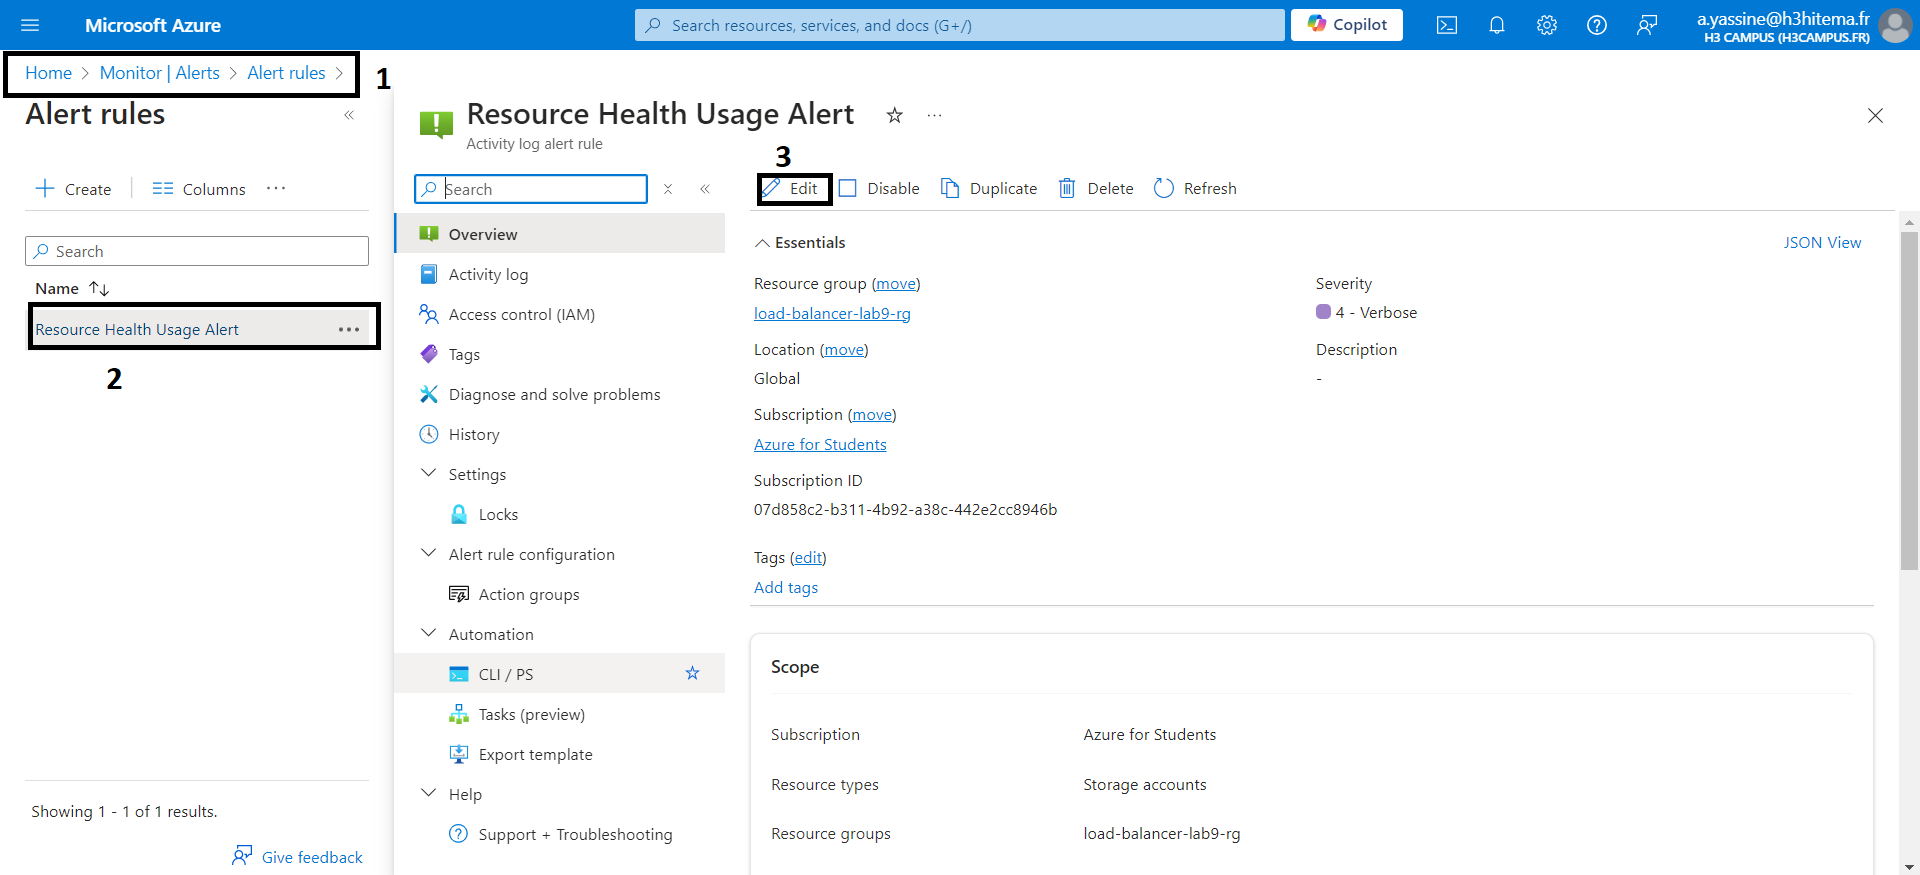 Microsoft Azure
Search resources, services, and docs (G+/)
Copilot
a.yassine@h3hitema.fr
H3 CAMPUS (H3CAMPUS.FR)
Home > Monitor | Alerts > Alert rules >
1
Alert rules
«
Create
Columns
···
Search
Name ↑↓
Resource Health Usage Alert ···
2
Showing 1 - 1 of 1 results.
Give feedback
Resource Health Usage Alert
···
Activity log alert rule
3
Search
«
Edit
Disable
Duplicate
Delete
Refresh
Overview
Activity log
Access control (IAM)
Tags
Diagnose and solve problems
History
Settings
Locks
Alert rule configuration
Action groups
Automation
CLI / PS
Tasks (preview)
Export template
Help
Support + Troubleshooting
Essentials
JSON View
Resource group (move)
load-balancer-lab9-rg
Location (move)
Global
Subscription (move)
Azure for Students
Subscription ID
07d858c2-b311-4b92-a38c-442e2cc8946b
Tags (edit)
Add tags
Severity
4 - Verbose
Description
-
Scope
Subscription Azure for Students
Resource types Storage accounts
Resource groups load-balancer-lab9-rg